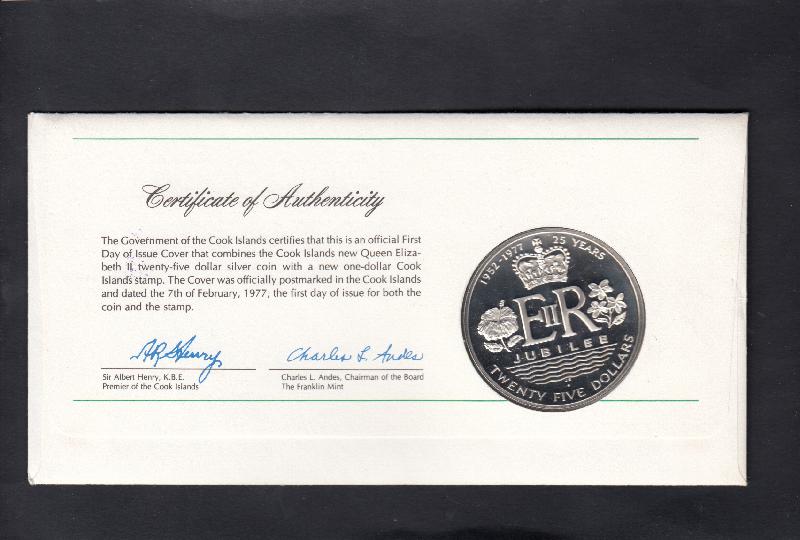 Certificate of Authenticity
The Government of the Cook Islands certifies that this is an official First
Day of Issue Cover that combines the Cook Islands new Queen Eliza-
beth II twenty-five dollar silver coin with a new one-dollar Cook
Islands stamp. The Cover was officially postmarked in the Cook Islands
and dated the 7th of February, 1977, the first day of issue for both the
coin and the stamp.
Sir Albert Henry, K.B.E.
Premier of the Cook Islands
Charles L. Andes
Charles L. Andes, Chairman of the Board
The Franklin Mint
1952-1977 25 YEARS
EIIR
JUBILEE
TWENTY FIVE DOLLARS